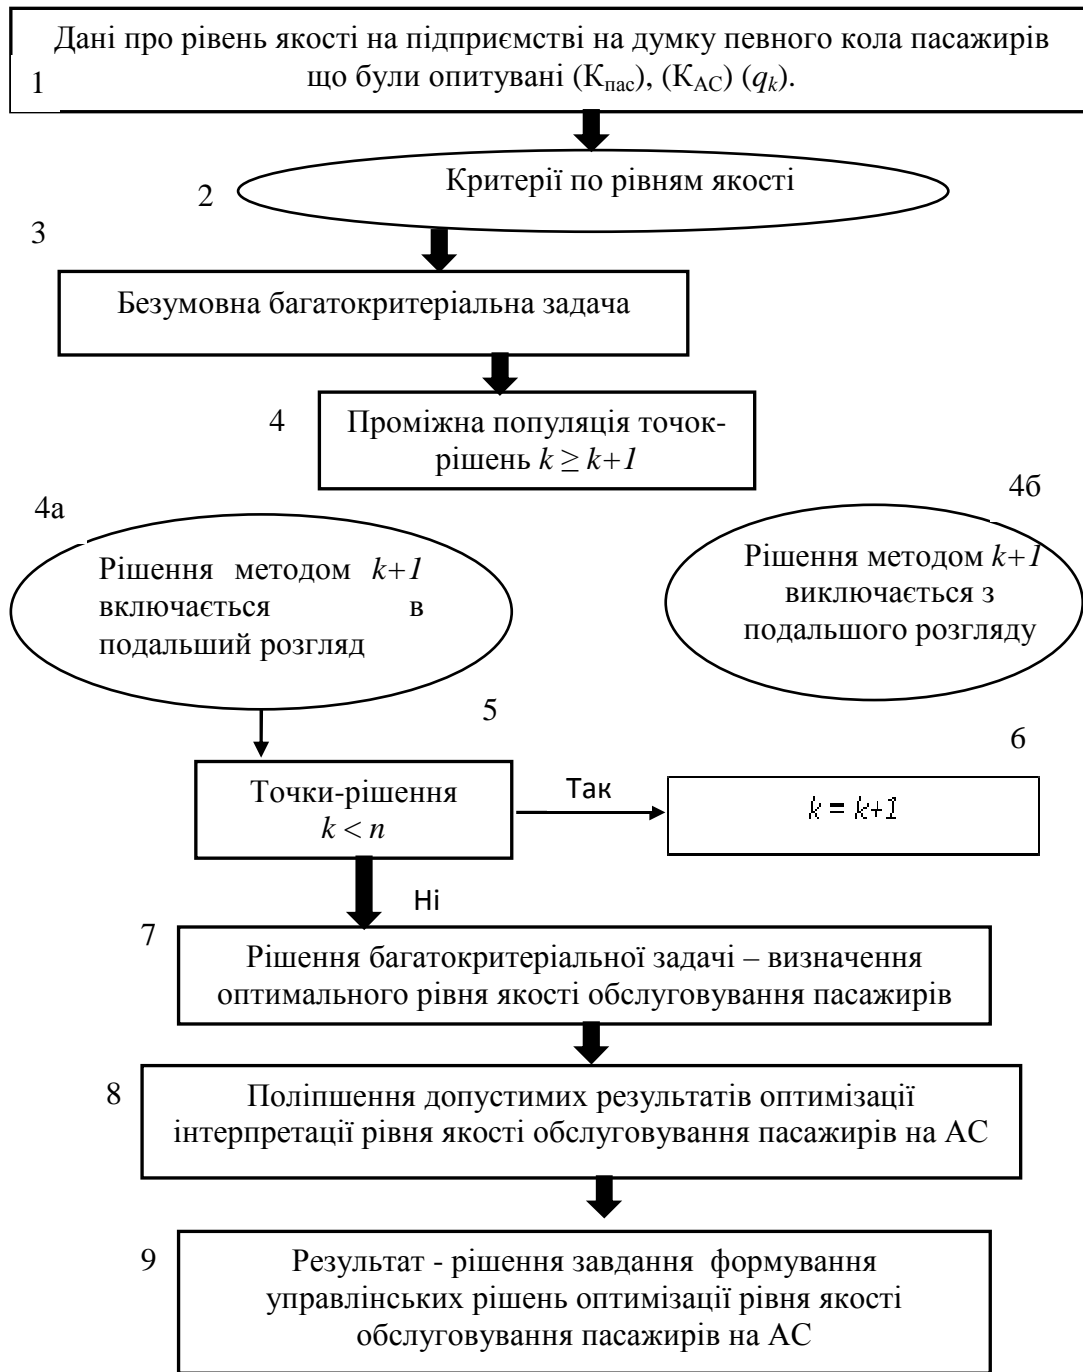 Дані про рівень якості на підприємстві на думку певного кола пасажирів
що були опитувані (Кпас), (КАС) (qk).
1
Критерії по рівням якості
2
3
Безумовна багатокритеріальна задача
4
Проміжна популяція точок-
рішень k ≥ k+1
4а
4б
Рішення методом k+1
включається в
подальший розгляд
Рішення методом k+1
виключається з
подальшого розгляду
5
6
Точки-рішення
k < n
Так
k = k+1
Ні
7
Рішення багатокритеріальної задачі – визначення
оптимального рівня якості обслуговування пасажирів
8
Поліпшення допустимих результатів оптимізації
інтерпретації рівня якості обслуговування пасажирів на АС
9
Результат - рішення завдання формування
управлінських рішень оптимізації рівня якості
обслуговування пасажирів на АС